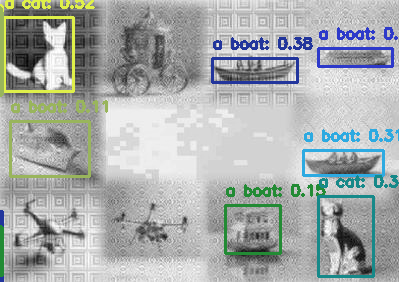 a cat: 0.52
a boat: 0.38
a boat: 0.
a boat: 0.11
a boat: 0.31
a boat: 0.15
a cat: 0.3